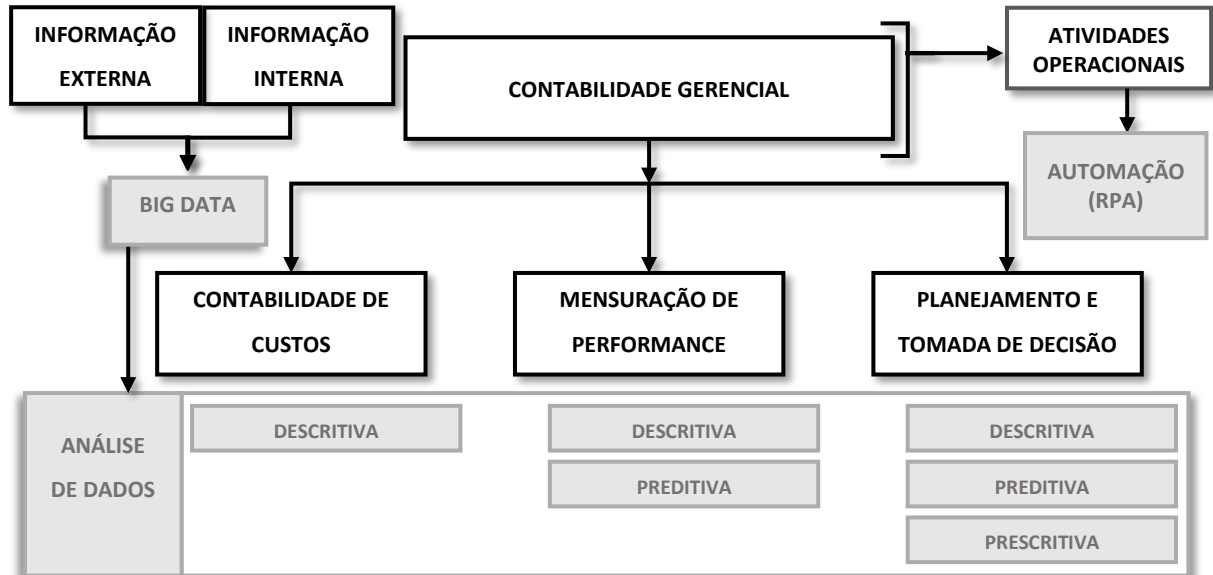 INFORMAÇÃO
EXTERNA
INFORMAÇÃO
INTERNA
CONTABILIDADE GERENCIAL
ATIVIDADES
OPERACIONAIS
AUTOMAÇÃO
(RPA)
BIG DATA
CONTABILIDADE DE
CUSTOS
MENSURAÇÃO DE
PERFORMANCE
PLANEJAMENTO E
TOMADA DE DECISÃO
ANÁLISE
DE DADOS
DESCRITIVA
DESCRITIVA
PREDITIVA
DESCRITIVA
PREDITIVA
PRESCRITIVA